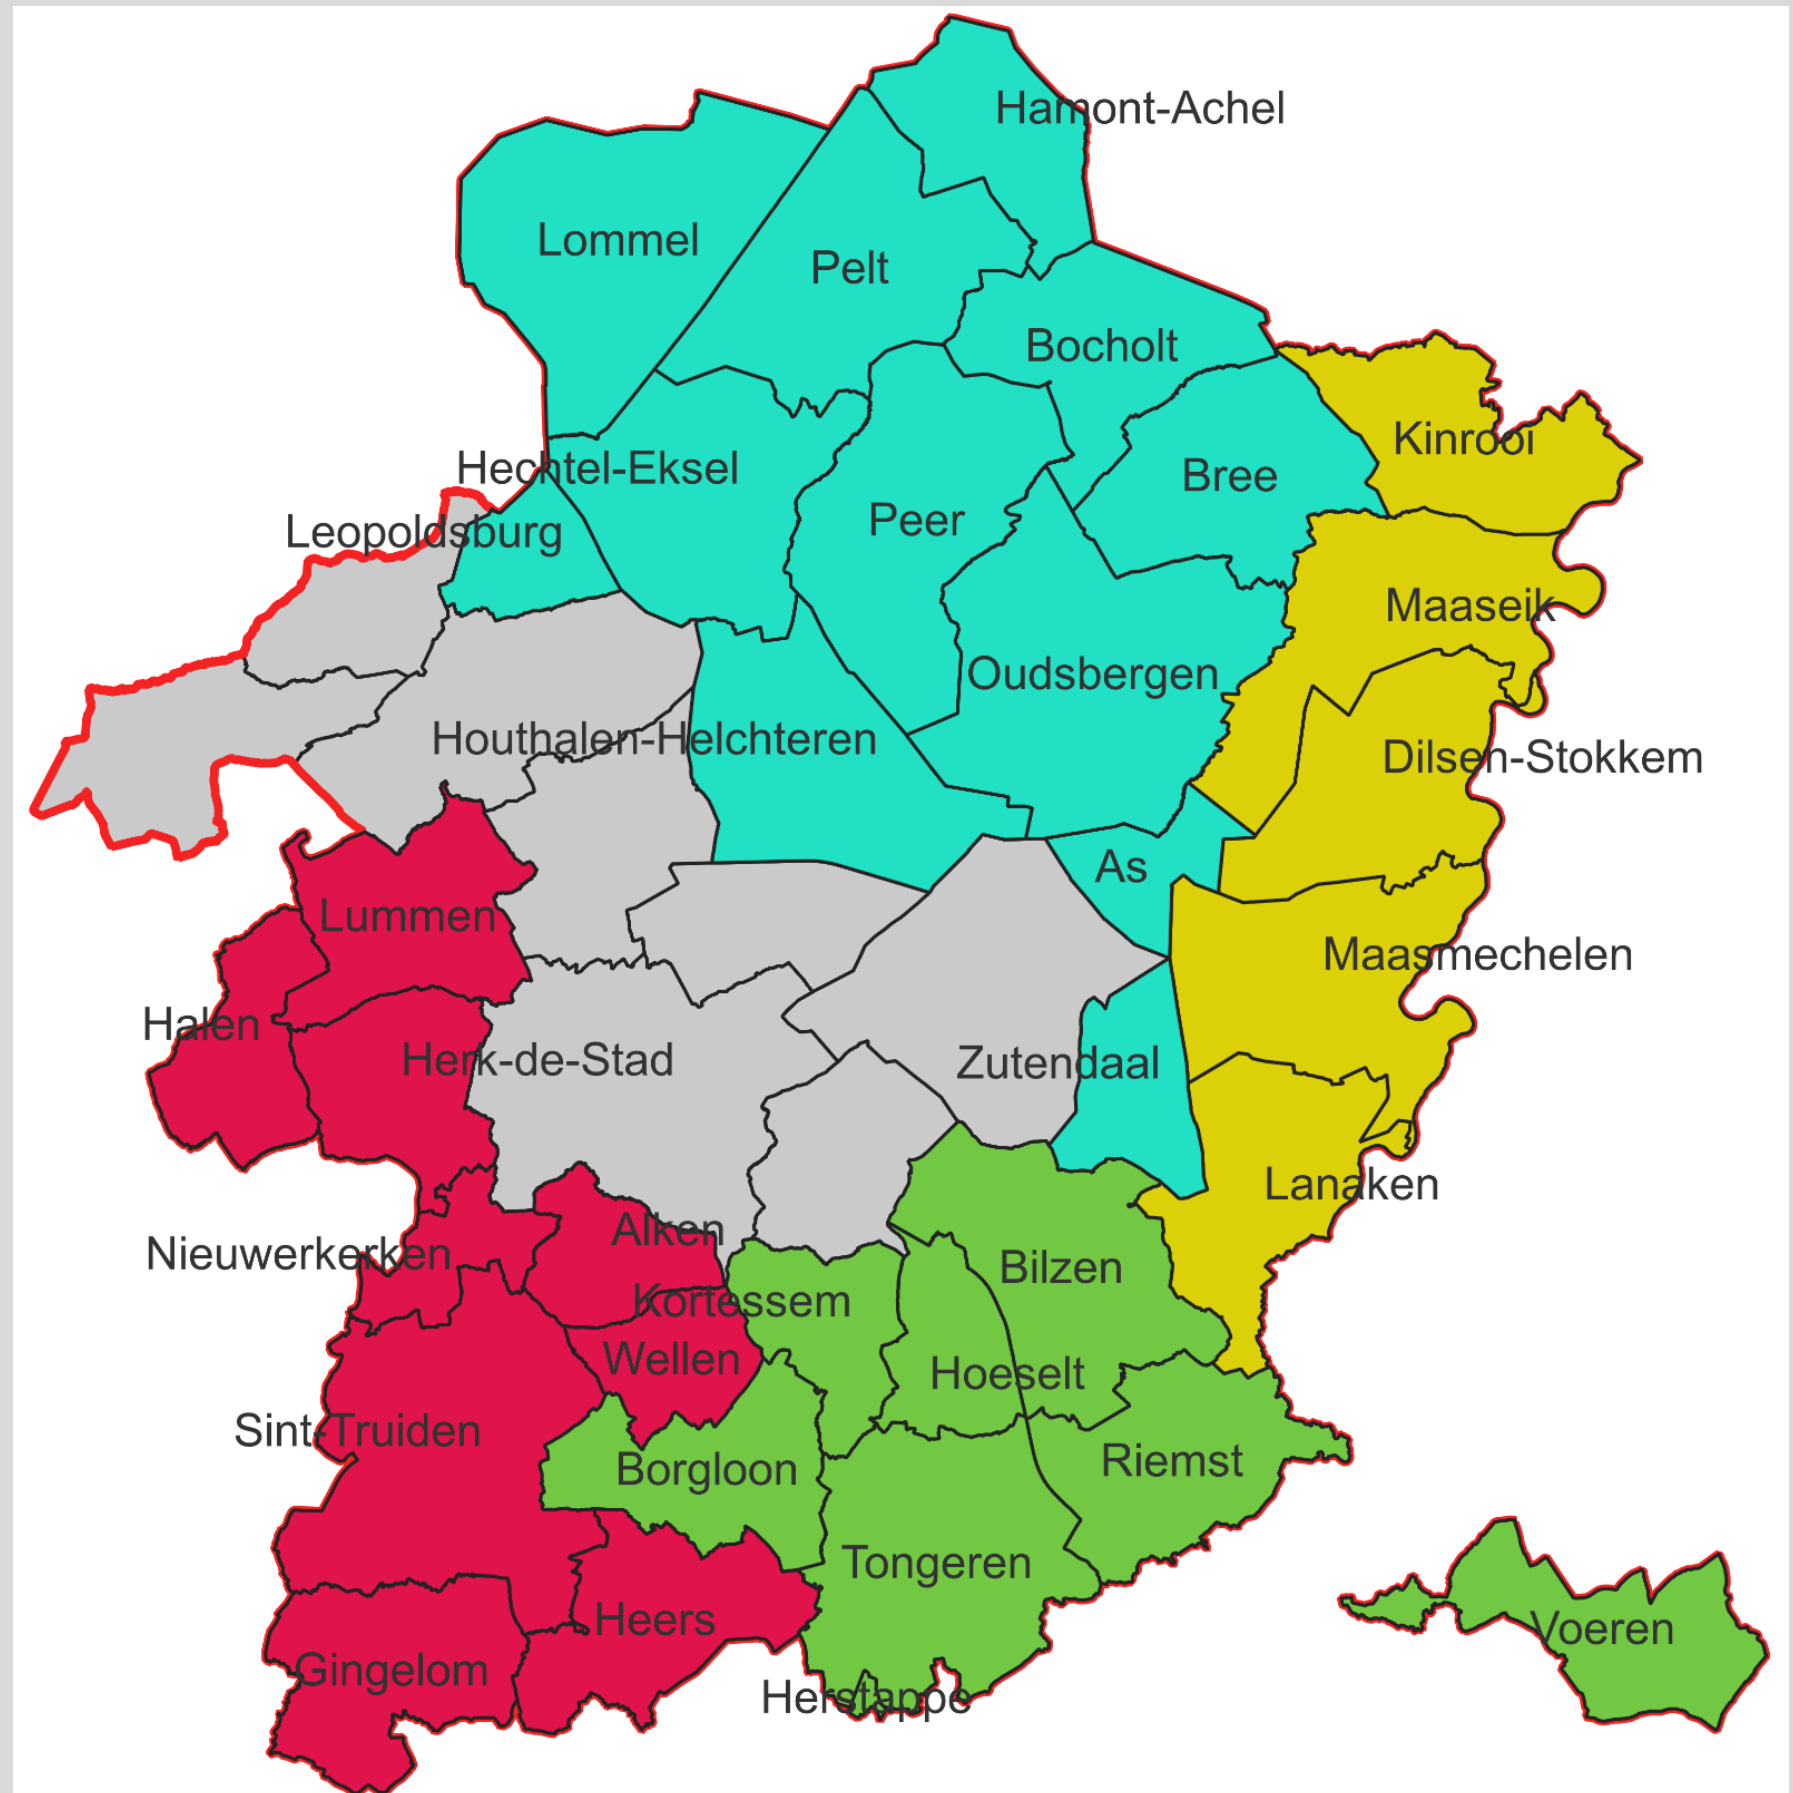 Hamont-Achel
Lommel
Pelt
Bocholt
Kinrooi
Hechtel-Eksel
Bree
Peer
Leopoldsburg
Maaseik
Oudsbergen
Houthalen-Helchteren
Dilsen-Stokkem
As
Lummen
Maasmechelen
Halen
Herk-de-Stad
Zutendaal
Lanaken
Alken
Nieuwerkerken
Bilzen
Kortessem
Wellen
Hoeselt
Sint-Truiden
Riemst
Borgloon
Tongeren
Heers
Voeren
Gingelom
Herstappe